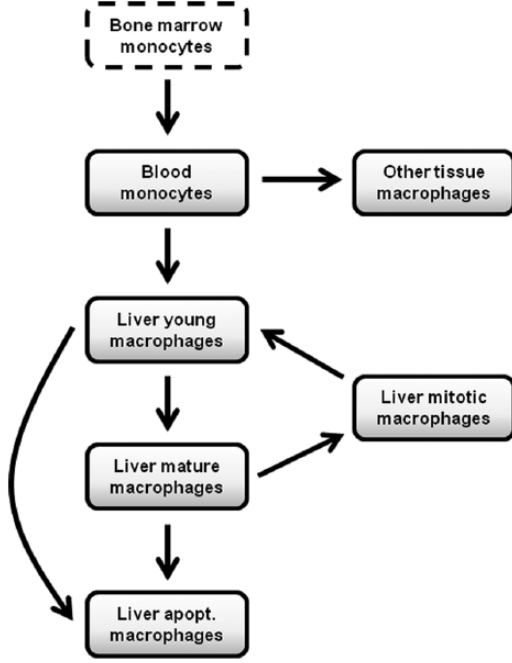 Bone marrow
monocytes
Blood
monocytes
Other tissue
macrophages
Liver young
macrophages
Liver mitotic
macrophages
Liver mature
macrophages
Liver apopt.
macrophages